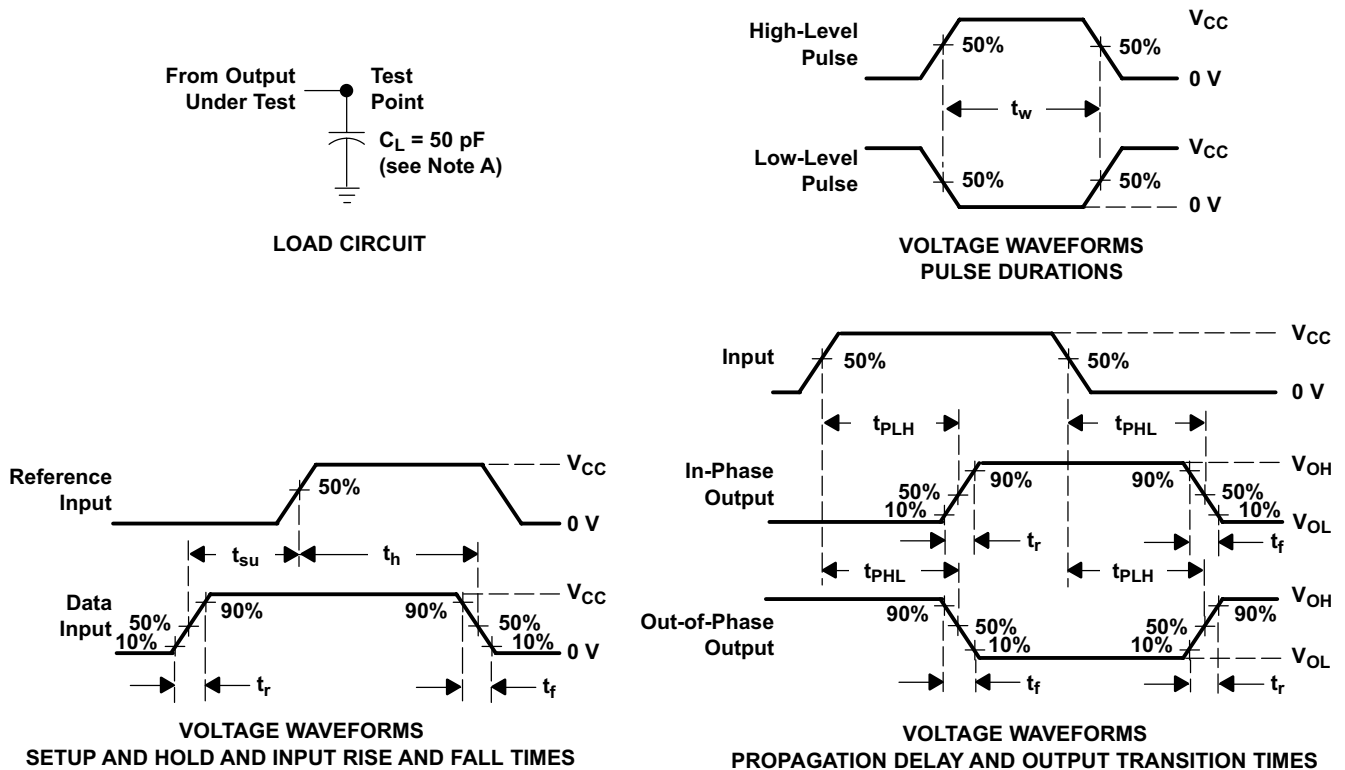 From Output
Under Test
Test
Point
C_L = 50 pF
(see Note A)
LOAD CIRCUIT
High-Level
Pulse
50%
50%
V_CC
0 V
t_w
Low-Level
Pulse
50%
50%
V_CC
0 V
VOLTAGE WAVEFORMS
PULSE DURATIONS
Reference
Input
50%
V_CC
0 V
t_su
t_h
Data
Input
50%
10%
90%
90%
50%
10%
V_CC
0 V
t_r
t_f
VOLTAGE WAVEFORMS
SETUP AND HOLD AND INPUT RISE AND FALL TIMES
Input
50%
50%
V_CC
0 V
t_PLH
t_PHL
In-Phase
Output
50%
10%
90%
90%
50%
10%
V_OH
V_OL
t_r
t_f
t_PHL
t_PLH
Out-of-Phase
Output
90%
50%
10%
50%
10%
90%
V_OH
V_OL
t_f
t_r
VOLTAGE WAVEFORMS
PROPAGATION DELAY AND OUTPUT TRANSITION TIMES